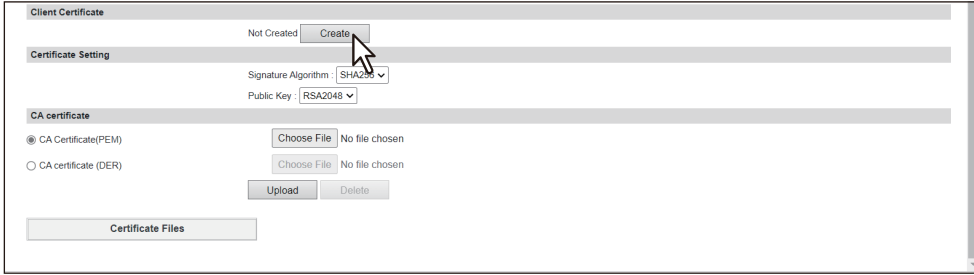 Client Certificate
Not Created Create
Certificate Setting
Signature Algorithm : SHA256
Public Key : RSA2048
CA certificate
CA Certificate(PEM) Choose File No file chosen
CA certificate (DER) Choose File No file chosen
Upload Delete
Certificate Files